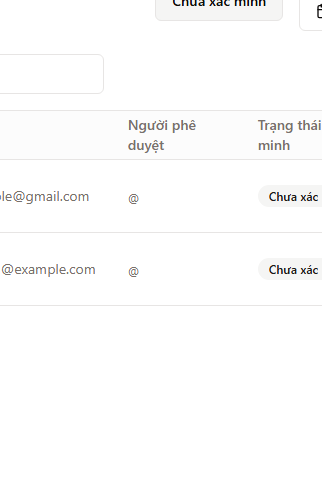 Chưa xác minh
Người phê
duyệt
Trạng thái
minh
le@gmail.com
@
Chưa xác
@example.com
@
Chưa xác